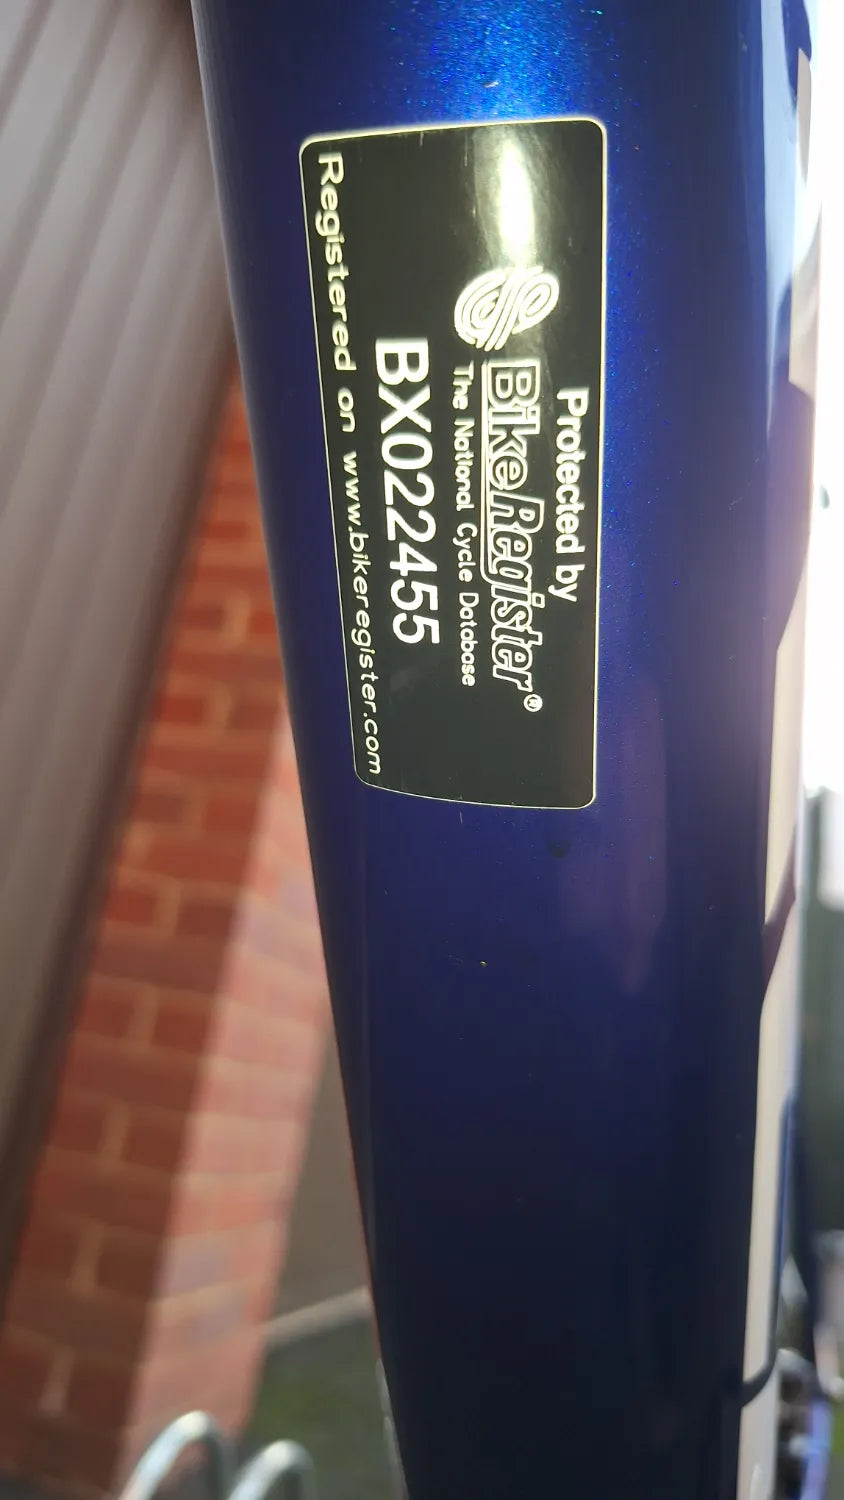 Protected by
BikeRegister®
The National Cycle Database
BX022455
Registered on www.bikeregister.com